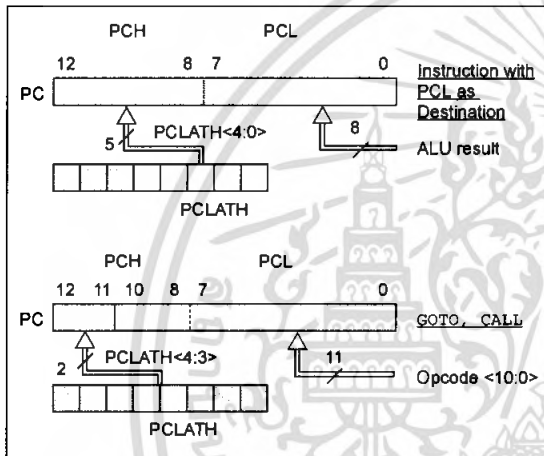 PCH PCL
12 8 7 0
PC
Instruction with
PCL as
Destination
5 PCLATH<4:0>
8
ALU result
PCLATH
PCH PCL
12 11 10 8 7 0
PC
GOTO, CALL
2 PCLATH<4:3>
11
Opcode <10:0>
PCLATH